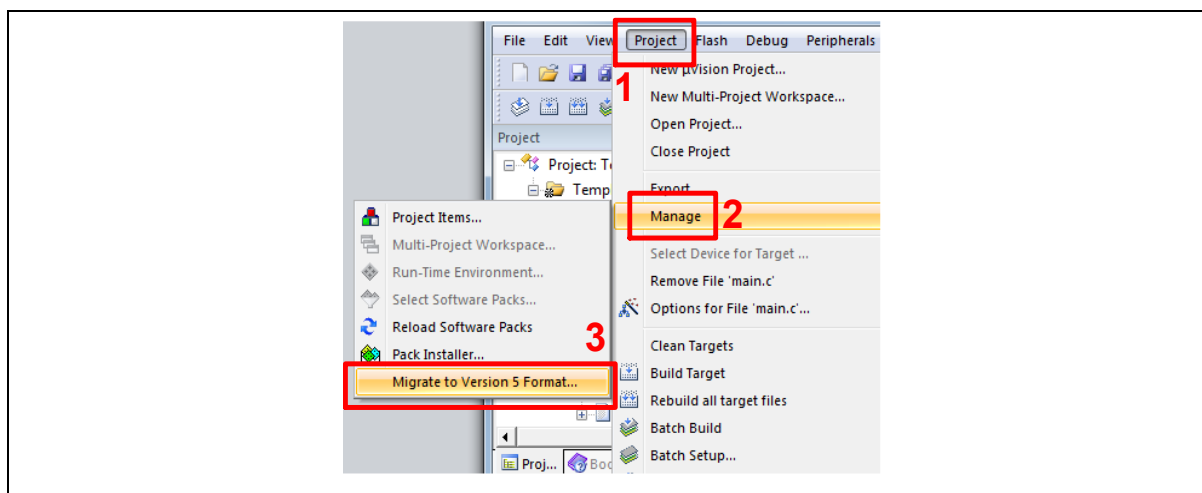 File Edit View Project Flash Debug Peripherals
1
New µVision Project...
New Multi-Project Workspace...
Open Project...
Close Project
Project
Project:
Export
Manage 2
Select Device for Target ...
Remove File 'main.c'
Options for File 'main.c'...
Clean Targets
Build Target
Rebuild all target files
Batch Build
Batch Setup...
Project Items...
Multi-Project Workspace...
Run-Time Environment...
Select Software Packs...
Reload Software Packs
3
Pack Installer...
Migrate to Version 5 Format...
Proj...